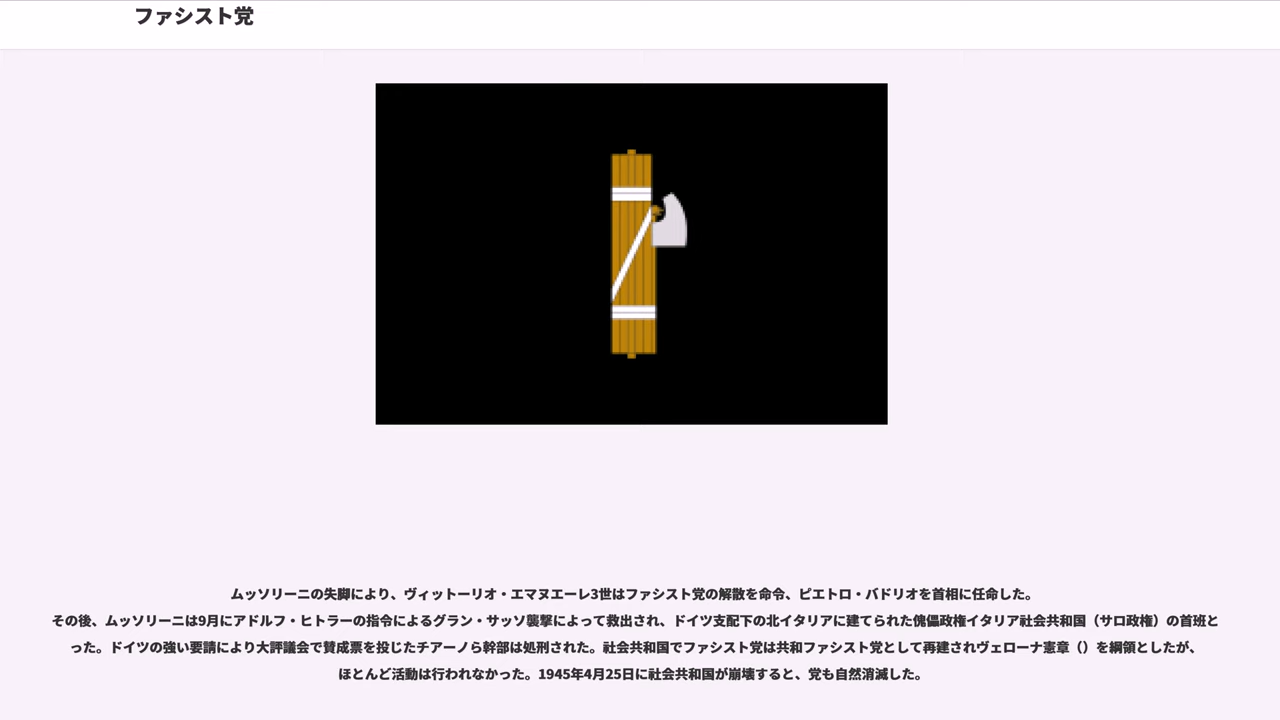 ファシスト党
ムッソリーニの失脚により、ヴィットーリオ・エマヌエーレ3世はファシスト党の解散を命令、ピエトロ・バドリオを首相に任命した。
その後、ムッソリーニは9月にアドルフ・ヒトラーの指令によるグラン・サッソ襲撃によって救出され、ドイツ支配下の北イタリアに建てられた傀儡政権イタリア社会共和国（サロ政権）の首班と
った。ドイツの強い要請により大評議会で賛成票を投じたチアーノら幹部は処刑された。社会共和国でファシスト党は共和ファシスト党として再建されヴェローナ憲章（）を綱領としたが、
ほとんど活動は行われなかった。1945年4月25日に社会共和国が崩壊すると、党も自然消滅した。